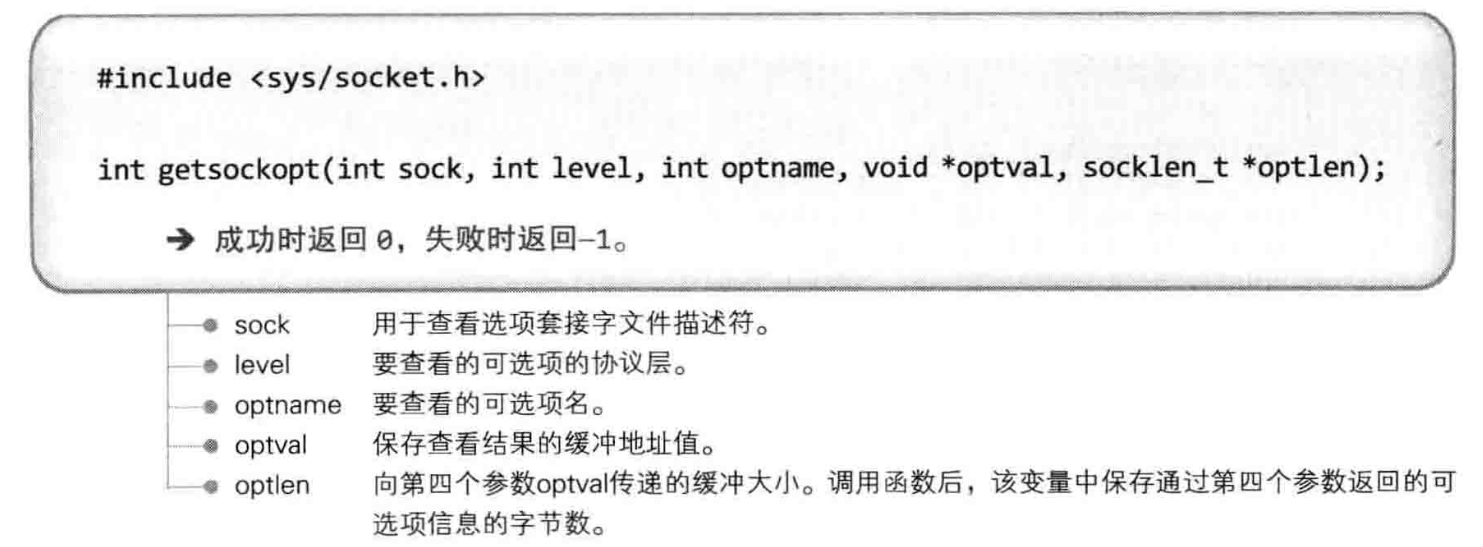 #include <sys/socket.h>
int getsockopt(int sock, int level, int optname, void *optval, socklen_t *optlen);
➔ 成功时返回 0，失败时返回–1。
sock 用于查看选项套接字文件描述符。
level 要查看的可选项的协议层。
optname 要查看的可选项名。
optval 保存查看结果的缓冲地址值。
optlen 向第四个参数optval传递的缓冲大小。调用函数后，该变量中保存通过第四个参数返回的可
选项信息的字节数。